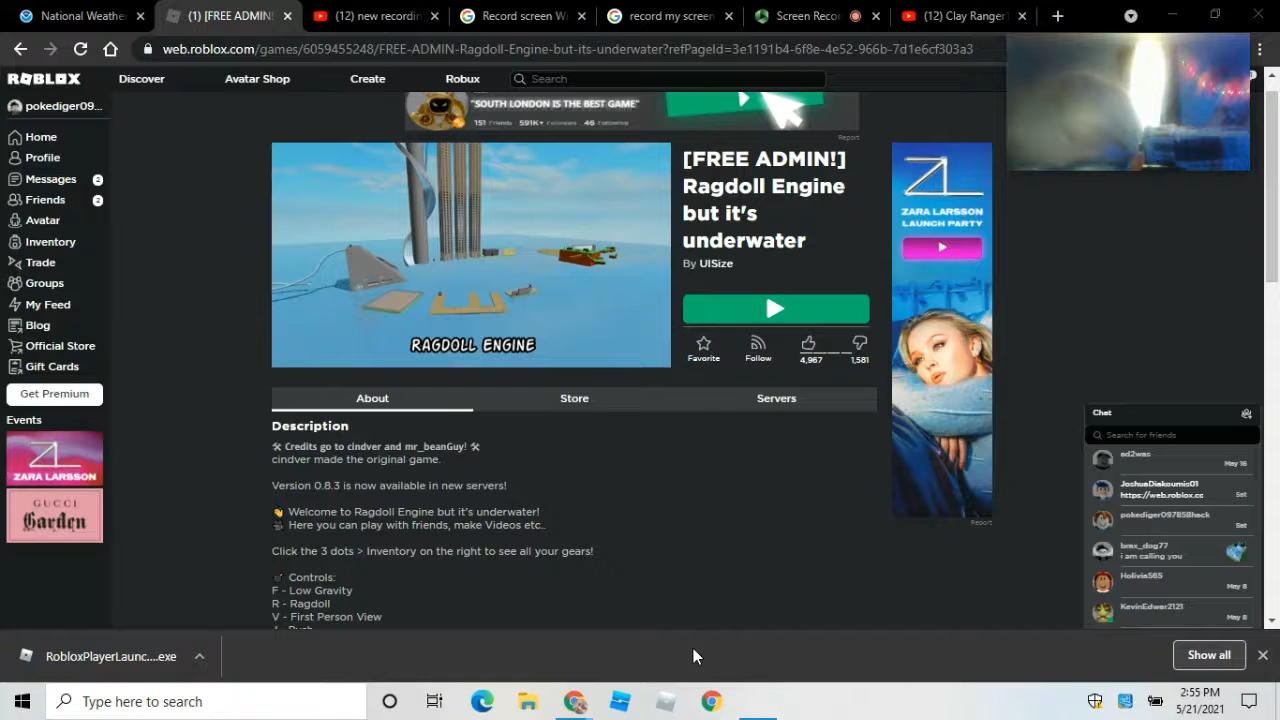 National Weathe
(1) [FREE ADMIN!]
(12) new recordin
Record screen W
record my screen
Screen Reco
(12) Clay Ranger
web.roblox.com/games/6059455248/FREE-ADMIN-Ragdoll-Engine-but-its-underwater?refPageId=3e1191b4-6f8e-4e52-966b-7d1e6cf303a3
ROBLOX
Discover
Avatar Shop
Create
Robux
Search
pokediger09...
Home
Profile
Messages 2
Friends 2
Avatar
Inventory
Trade
Groups
My Feed
Blog
Official Store
Gift Cards
Get Premium
Events
ZARA LARSSON
GUCCI
Garden
"SOUTH LONDON IS THE BEST GAME"
151 Friends 591K+ Followers 46 Following
Report
RAGDOLL ENGINE
[FREE ADMIN!]
Ragdoll Engine
but it's
underwater
By UISize
Favorite
Follow
4,967
1,581
ZARA LARSSON
LAUNCH PARTY
Report
About
Store
Servers
Description
🛠 Credits go to cindver and mr_beanGuy! 🛠
cindver made the original game.
Version 0.8.3 is now available in new servers!
👋 Welcome to Ragdoll Engine but it's underwater!
🎥 Here you can play with friends, make Videos etc..
Click the 3 dots > Inventory on the right to see all your gears!
Controls:
F - Low Gravity
R - Ragdoll
V - First Person View
Chat
Search for friends
ad2was
May 16
JoshuaDiakoumis01
https://web.roblox.cc
Sat
pokediger097858hack
Sat
brax_dog77
i am calling you
Holivia565
May 8
KevinEdwar2121
May 8
RobloxPlayerLaunc....exe
Show all
Type here to search
2:55 PM
5/21/2021